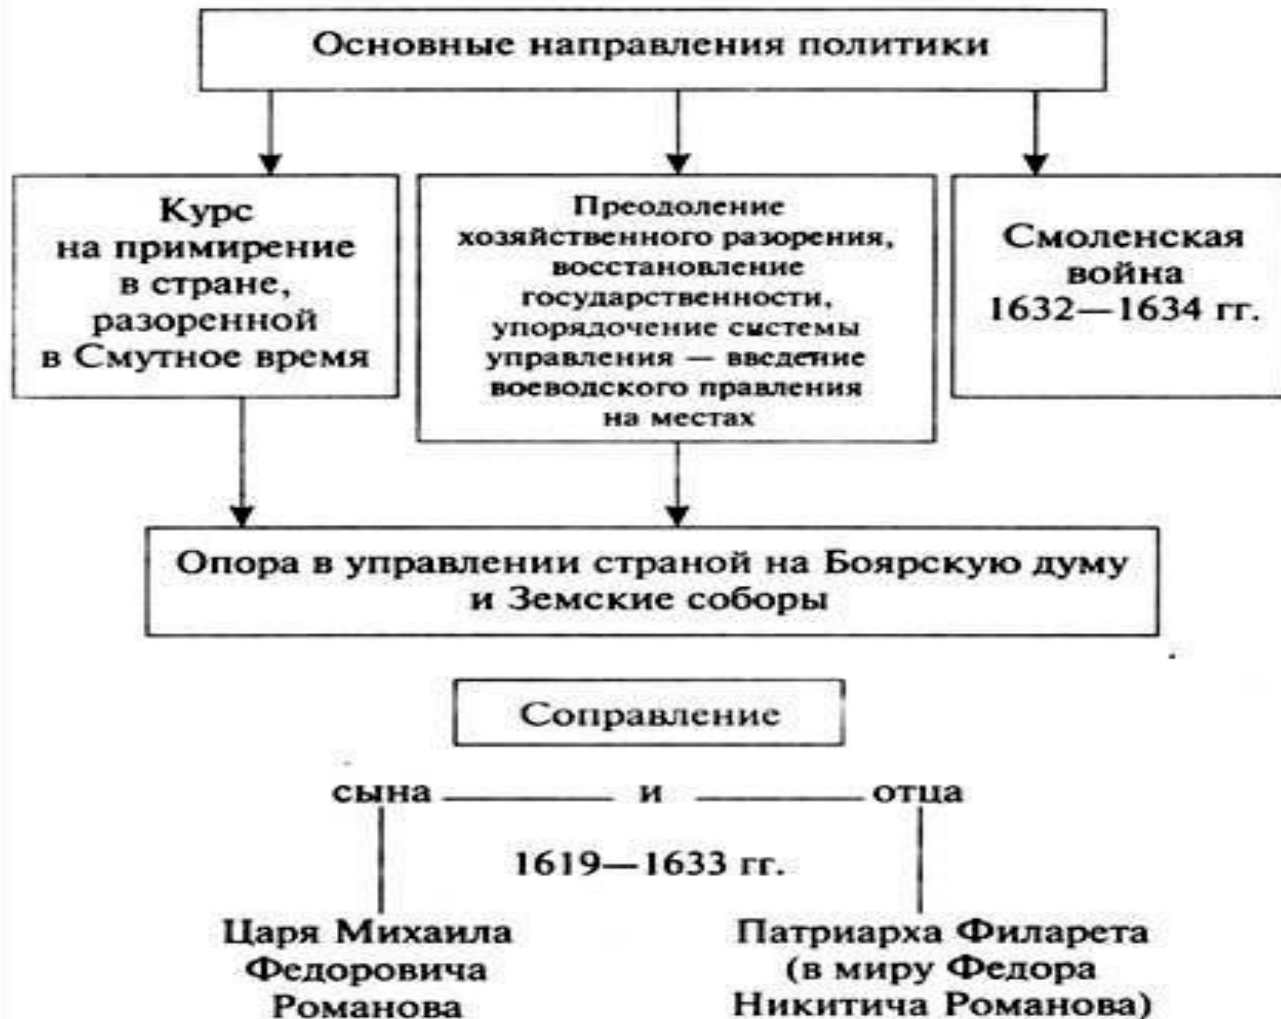 Основные направления политики
Курс
на примирение
в стране,
разоренной
в Смутное время
Преодоление
хозяйственного разорения,
восстановление
государственности,
упорядочение системы
управления — введение
воеводского правления
на местах
Смоленская
война
1632—1634 гг.
Опора в управлении страной на Боярскую думу
и Земские соборы
Соправление
сына и отца
1619—1633 гг.
Царя Михаила
Федоровича
Романова
Патриарха Филарета
(в миру Федора
Никитича Романова)